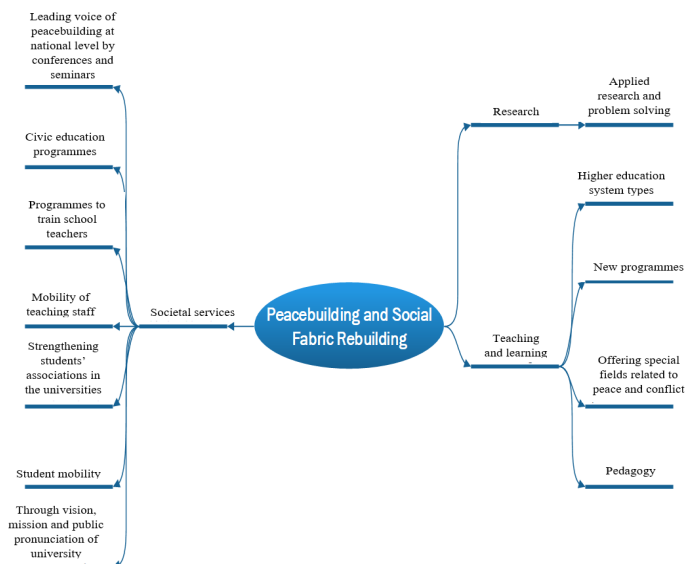 Leading voice of
peacebuilding at
national level by
conferences and
seminars
Civic education
programmes
Programmes to
train school
teachers
Mobility of
teaching staff
Strengthening
students’
associations in
the universities
Student mobility
Through vision,
mission and public
pronunciation of
university
Societal services
Peacebuilding and Social
Fabric Rebuilding
Research
Applied
research and
problem solving
Teaching
and learning
Higher education
system types
New programmes
Offering special
fields related to
peace and conflict
Pedagogy